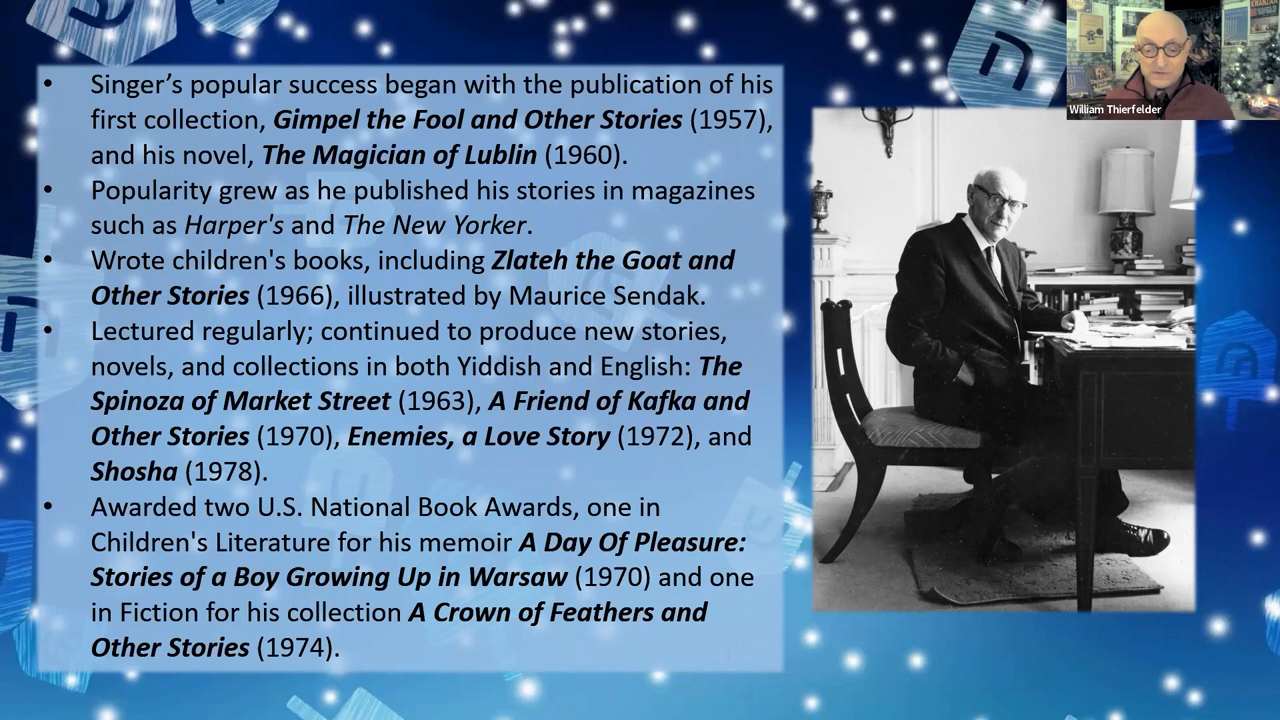 • Singer’s popular success began with the publication of his
first collection, Gimpel the Fool and Other Stories (1957),
and his novel, The Magician of Lublin (1960).
• Popularity grew as he published his stories in magazines
such as Harper's and The New Yorker.
• Wrote children's books, including Zlateh the Goat and
Other Stories (1966), illustrated by Maurice Sendak.
• Lectured regularly; continued to produce new stories,
novels, and collections in both Yiddish and English: The
Spinoza of Market Street (1963), A Friend of Kafka and
Other Stories (1970), Enemies, a Love Story (1972), and
Shosha (1978).
• Awarded two U.S. National Book Awards, one in
Children's Literature for his memoir A Day Of Pleasure:
Stories of a Boy Growing Up in Warsaw (1970) and one
in Fiction for his collection A Crown of Feathers and
Other Stories (1974).
William Thierfelder